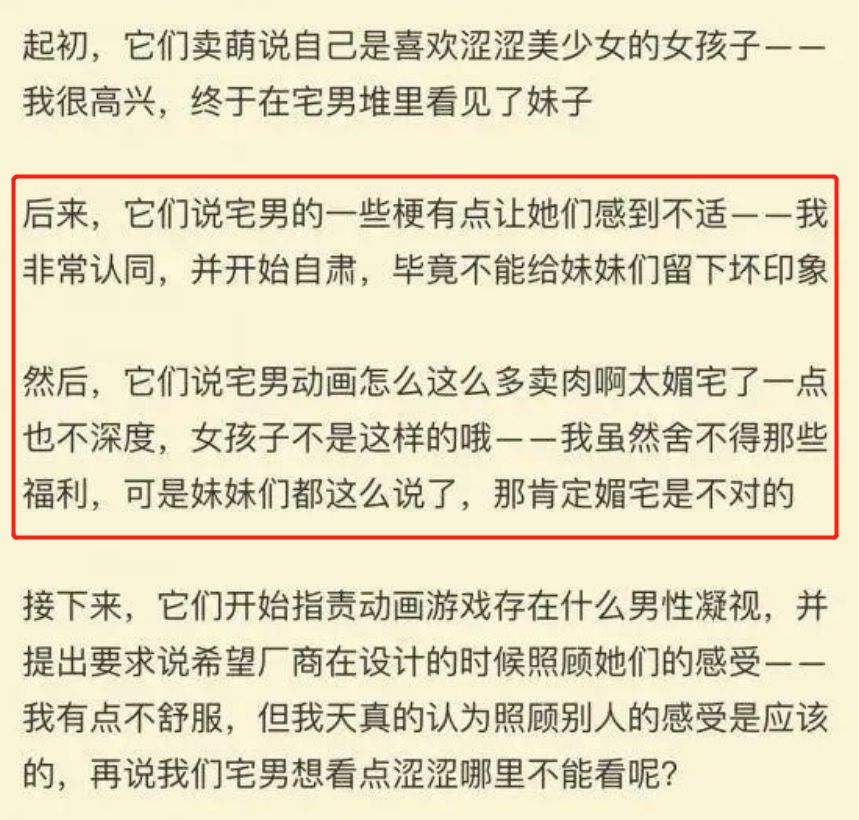 起初，它们卖萌说自己是喜欢涩涩美少女的女孩子——
我很高兴，终于在宅男堆里看见了妹子
后来，它们说宅男的一些梗有点让她们感到不适——我
非常认同，并开始自肃，毕竟不能给妹妹们留下坏印象
然后，它们说宅男动画怎么这么多卖肉啊太媚宅了一点
也不深度，女孩子不是这样的哦——我虽然舍不得那些
福利，可是妹妹们都这么说了，那肯定媚宅是不对的
接下来，它们开始指责动画游戏存在什么男性凝视，并
提出要求说希望厂商在设计的时候照顾她们的感受——
我有点不舒服，但我天真的认为照顾别人的感受是应该
的，再说我们宅男想看点涩涩哪里不能看呢？